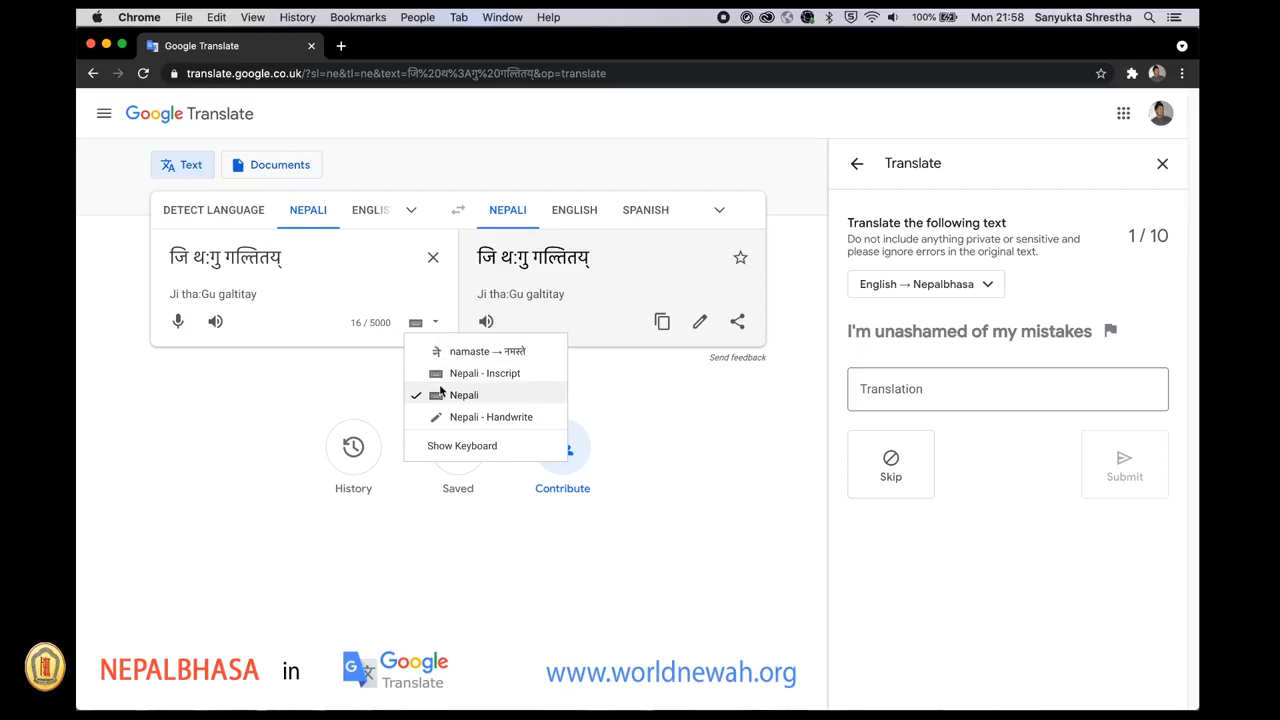 Chrome File Edit View History Bookmarks People Tab Window Help 100% Mon 21:58 Sanyukta Shrestha
Google Translate
translate.google.co.uk/?sl=ne&tl=ne&text=जि%20थ%3Aगु%20गल्तितय्&op=translate
Google Translate
Text Documents
DETECT LANGUAGE NEPALI ENGLIS NEPALI ENGLISH SPANISH
जि थ:गु गल्तितय्
Ji tha:Gu galtitay
16 / 5000
जि थ:गु गल्तितय्
Ji tha:Gu galtitay
Send feedback
namaste → नमस्ते
Nepali - Inscript
Nepali
Nepali - Handwrite
Show Keyboard
History Saved Contribute
Translate
Translate the following text
Do not include anything private or sensitive and
please ignore errors in the original text.
1 / 10
English → Nepalbhasa
I'm unashamed of my mistakes
Translation
Skip Submit
NEPALBHASA in Google Translate www.worldnewah.org